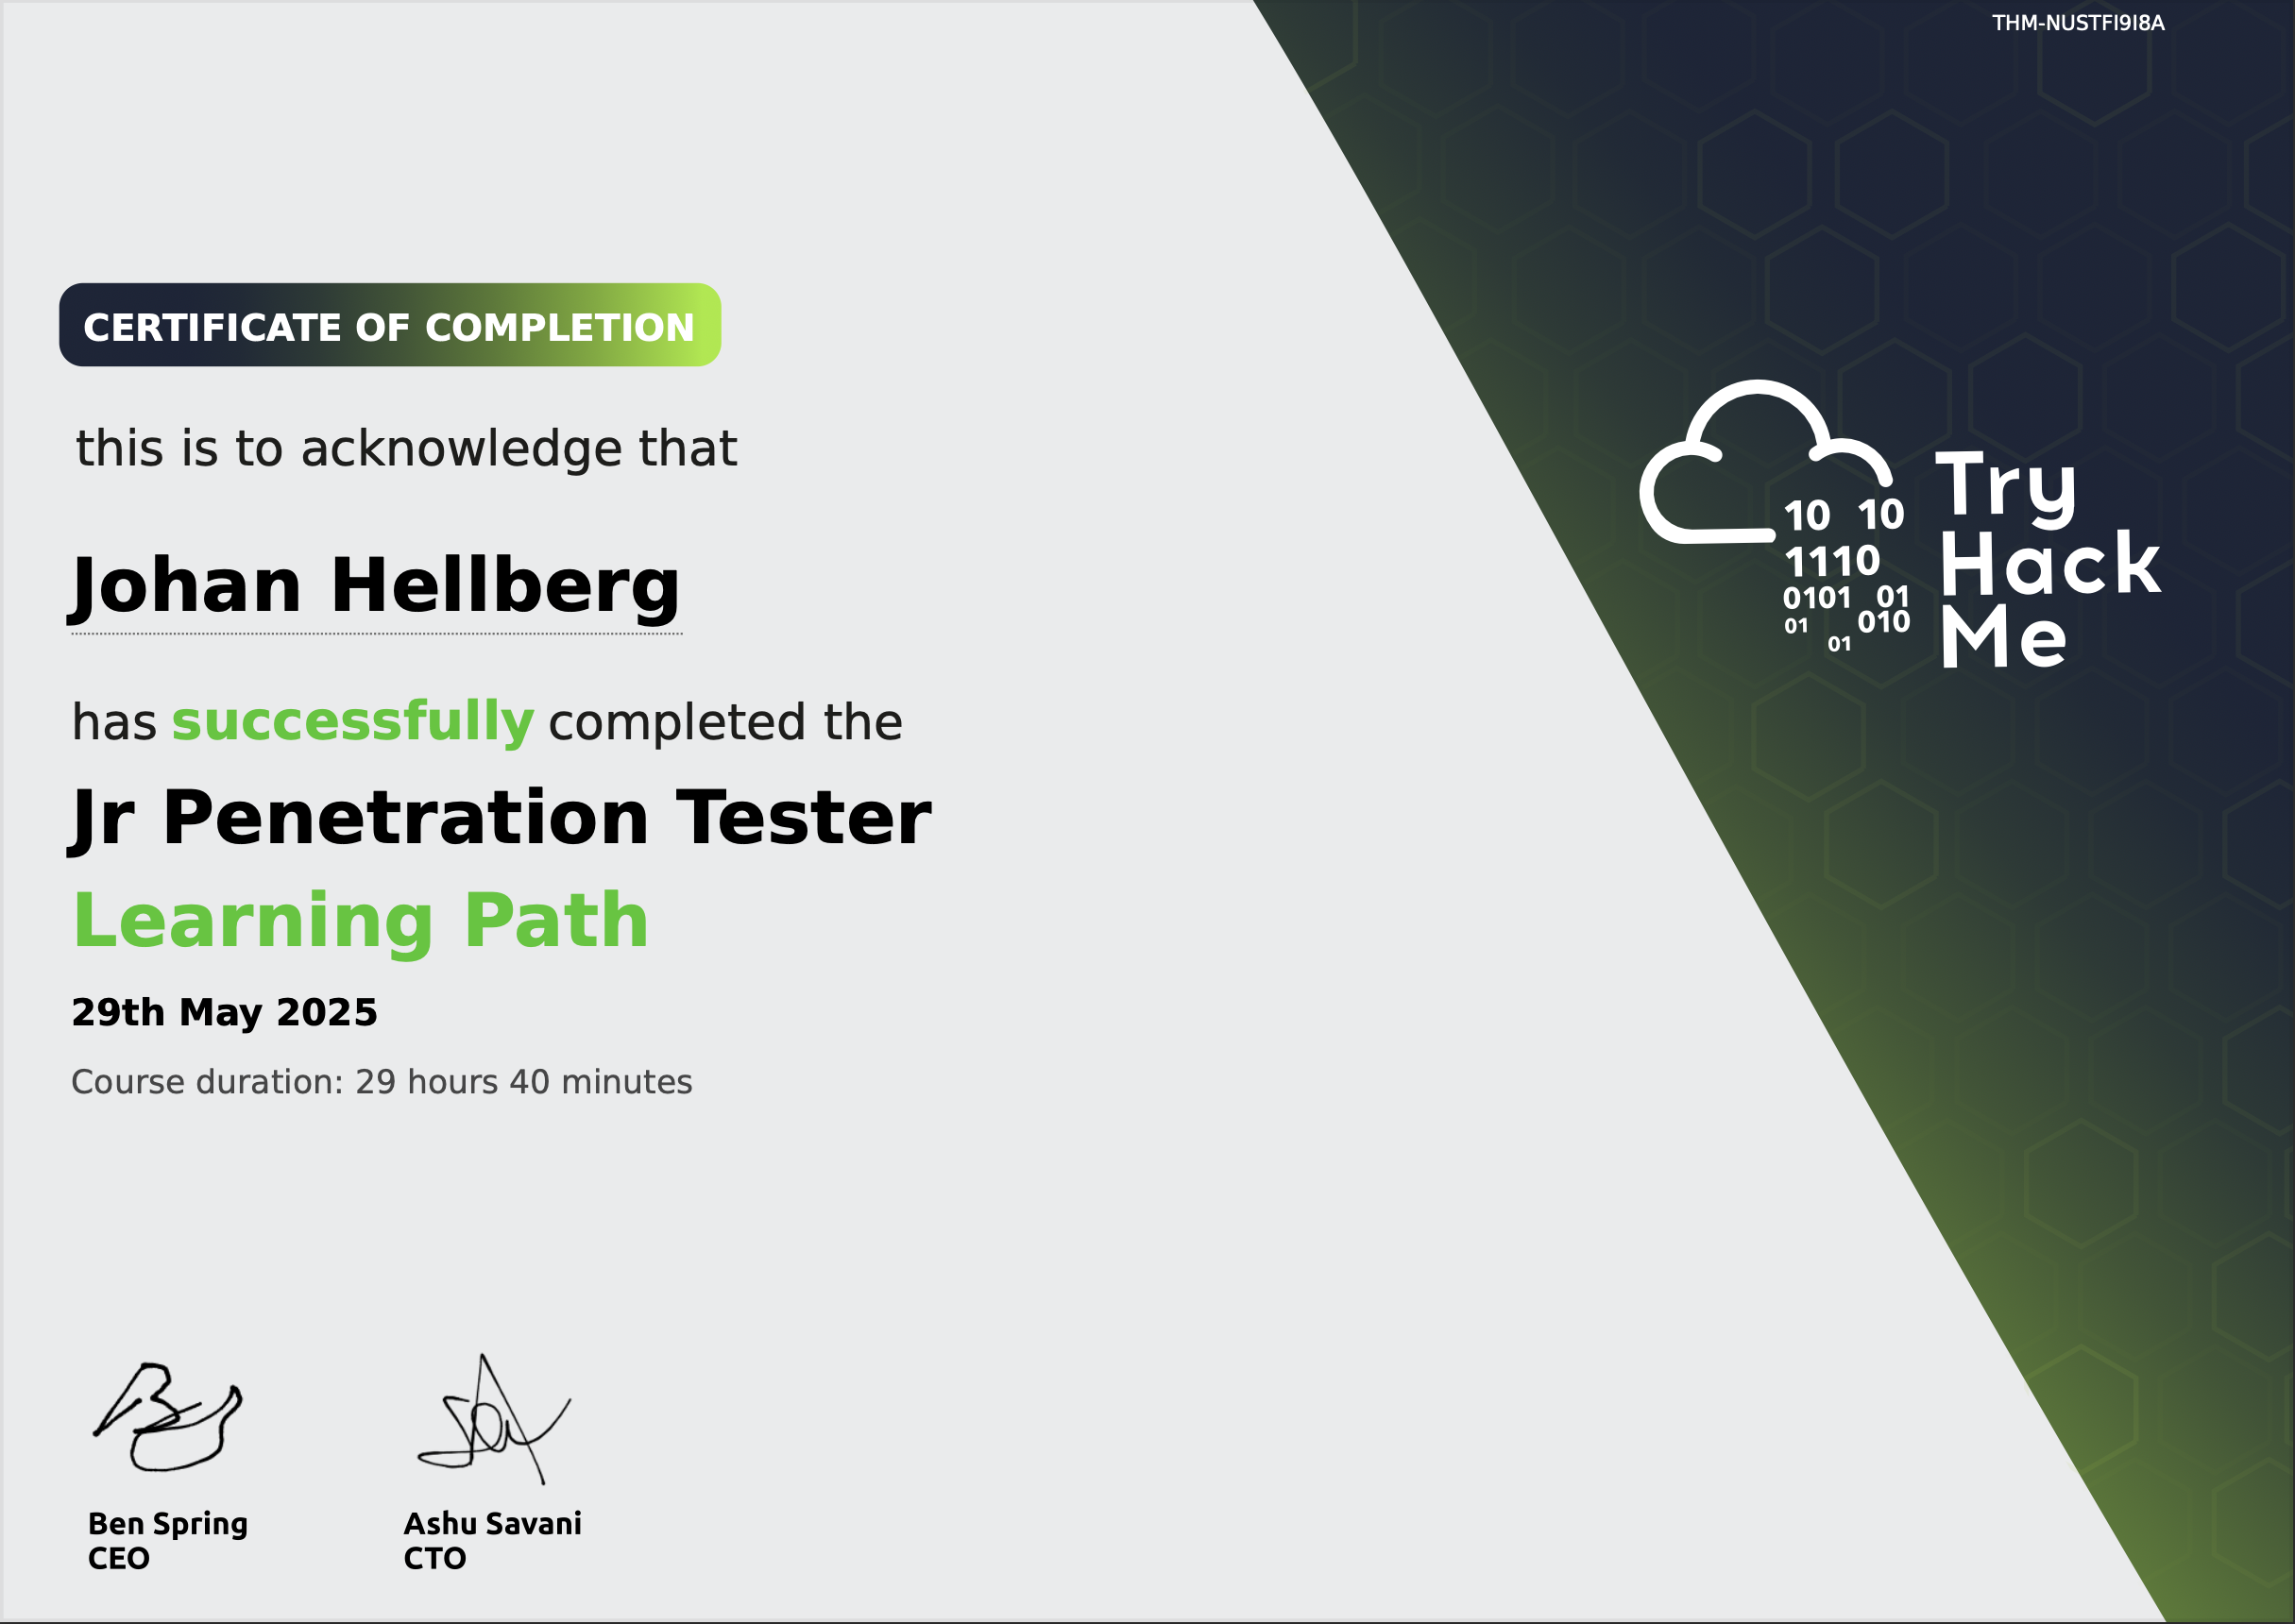 THM-NUSTFI9I8A
CERTIFICATE OF COMPLETION
this is to acknowledge that
Johan Hellberg
has successfully completed the
Jr Penetration Tester
Learning Path
29th May 2025
Course duration: 29 hours 40 minutes
10 10
1110
0101 01
01 010
01
Try
Hack
Me
Ben Spring
CEO
Ashu Savani
CTO